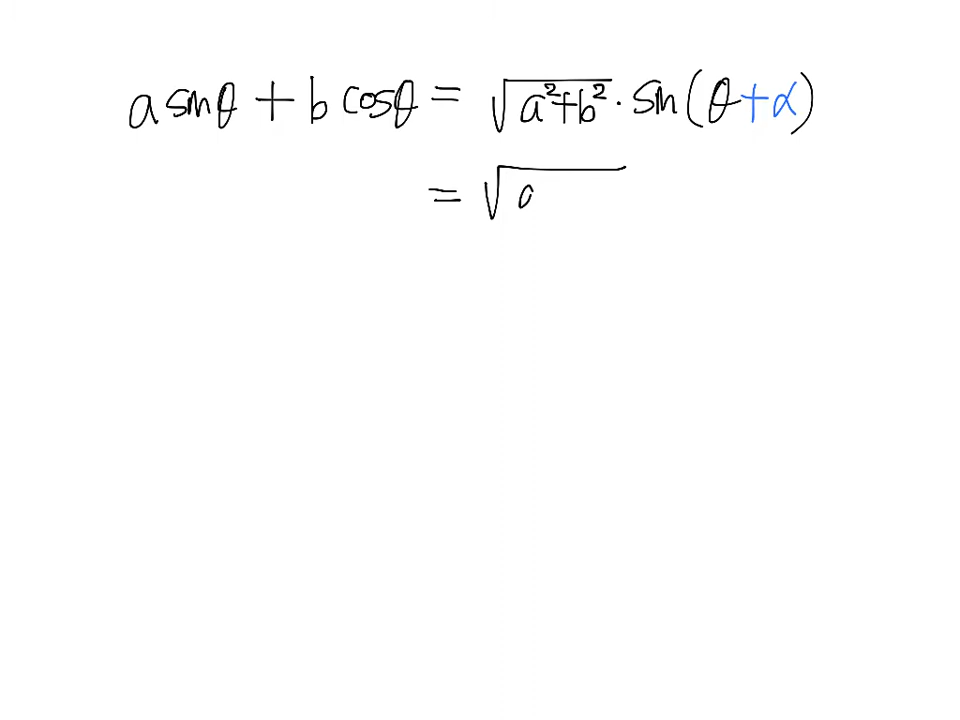 a sinθ + b cosθ = √(a²+b²) · sin(θ+α)
= √a